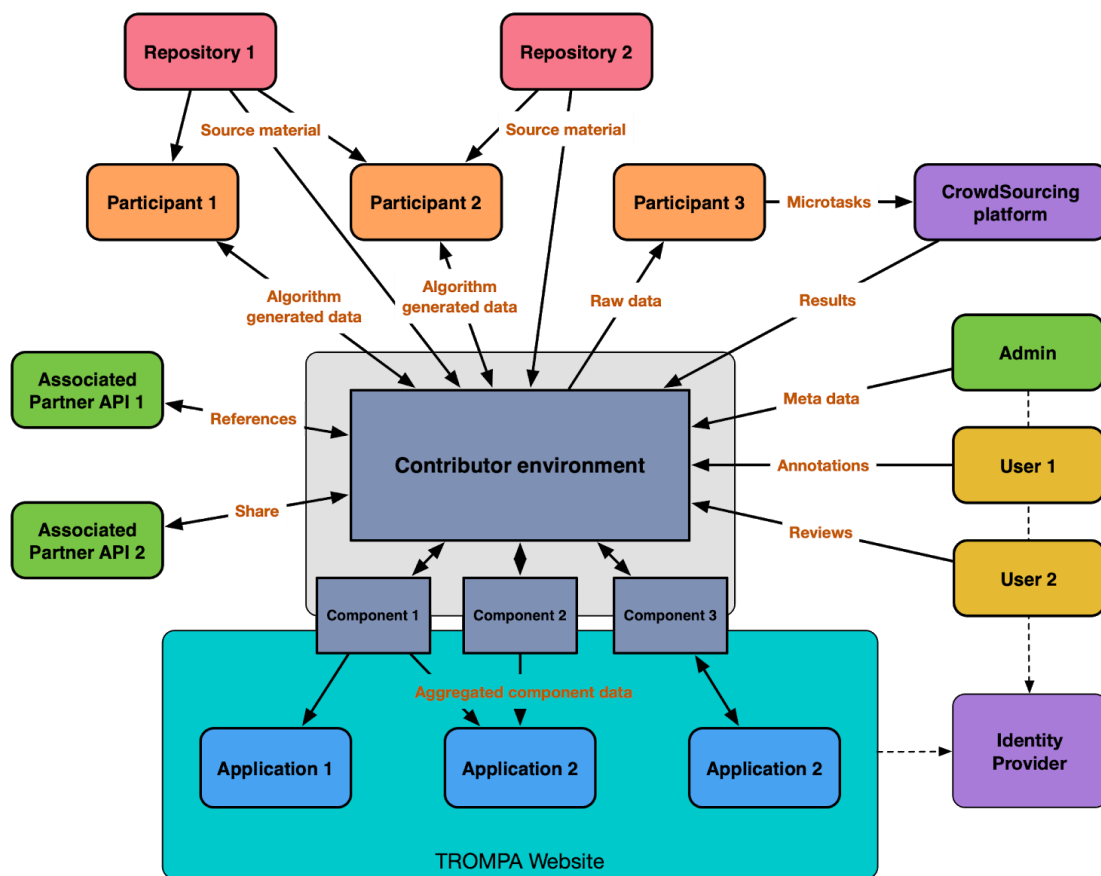 Repository 1
Repository 2
Source material
Source material
Participant 1
Participant 2
Participant 3
Microtasks
CrowdSourcing
platform
Algorithm
generated data
Algorithm
generated data
Raw data
Results
Associated
Partner API 1
References
Admin
Meta data
Contributor environment
Annotations
User 1
Associated
Partner API 2
Share
Reviews
User 2
Component 1
Component 2
Component 3
Aggregated component data
Application 1
Application 2
Application 2
Identity
Provider
TROMPA Website